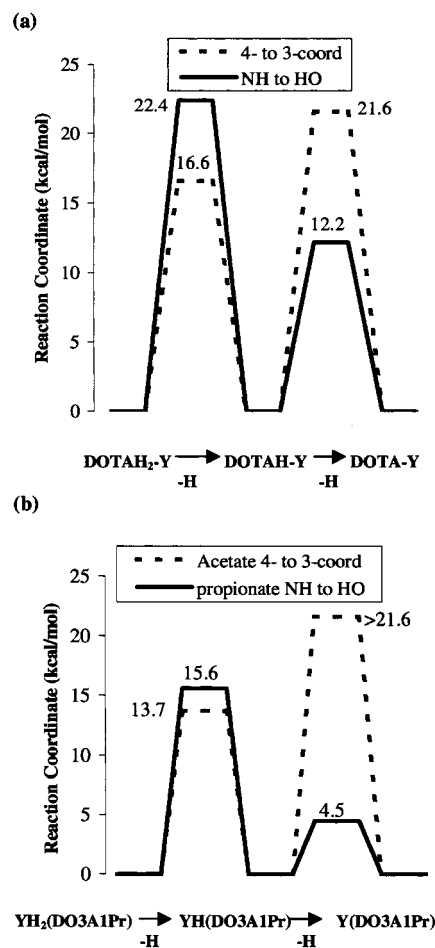 (a)
4- to 3-coord
NH to HO
25
20
15
10
5
0
Reaction Coordinate (kcal/mol)
22.4
16.6
21.6
12.2
DOTAH₂-Y → DOTAH-Y → DOTA-Y
-H -H
(b)
Acetate 4- to 3-coord
propionate NH to HO
25
20
15
10
5
0
Reaction Coordinate (kcal/mol)
13.7
15.6
>21.6
4.5
YH₂(DO3A1Pr) → YH(DO3A1Pr) → Y(DO3A1Pr)
-H -H